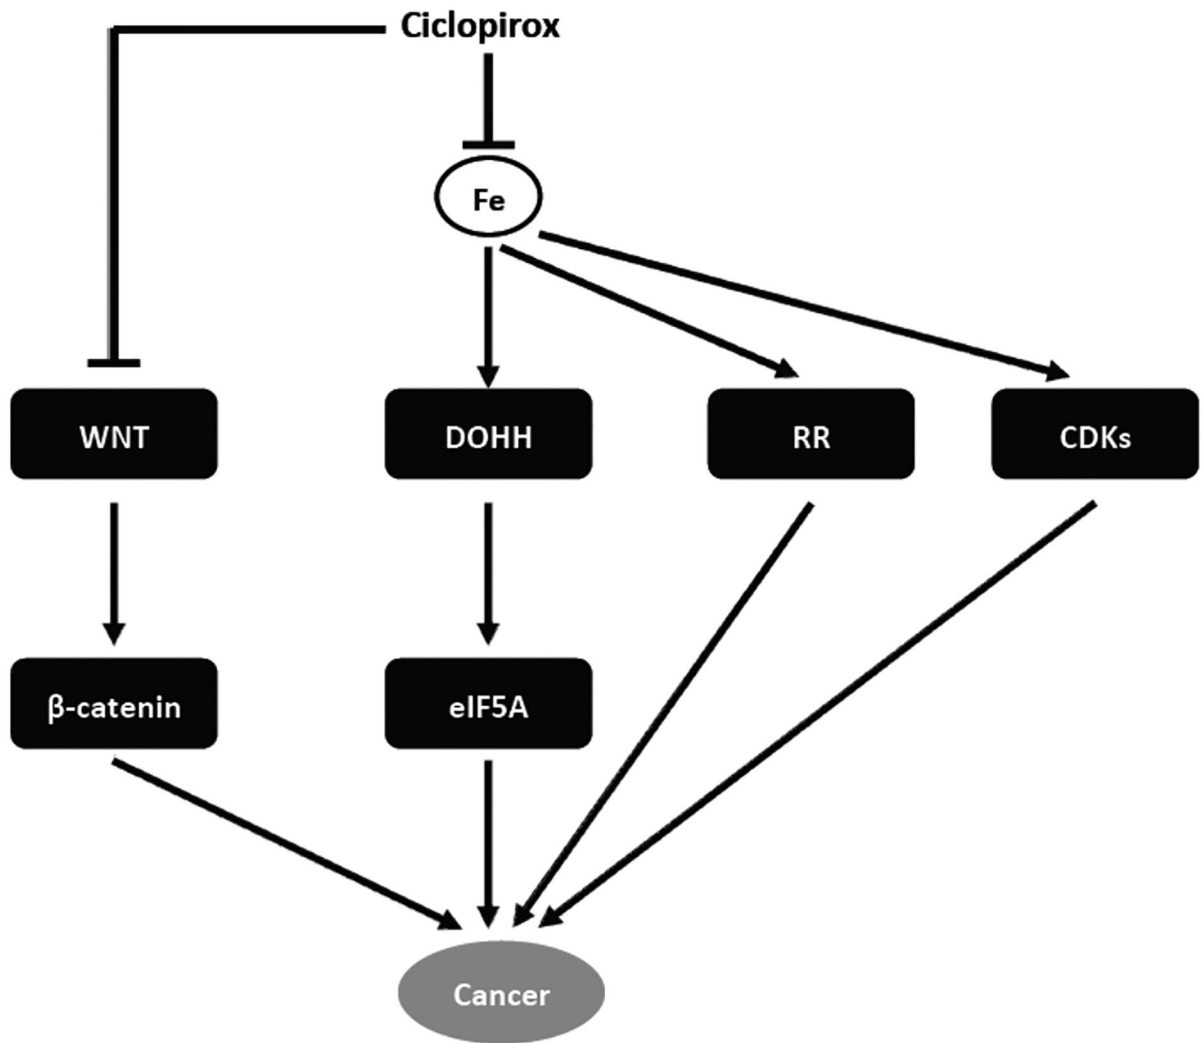 Ciclopirox
Fe
WNT
DOHH
RR
CDKs
β-catenin
eIF5A
Cancer